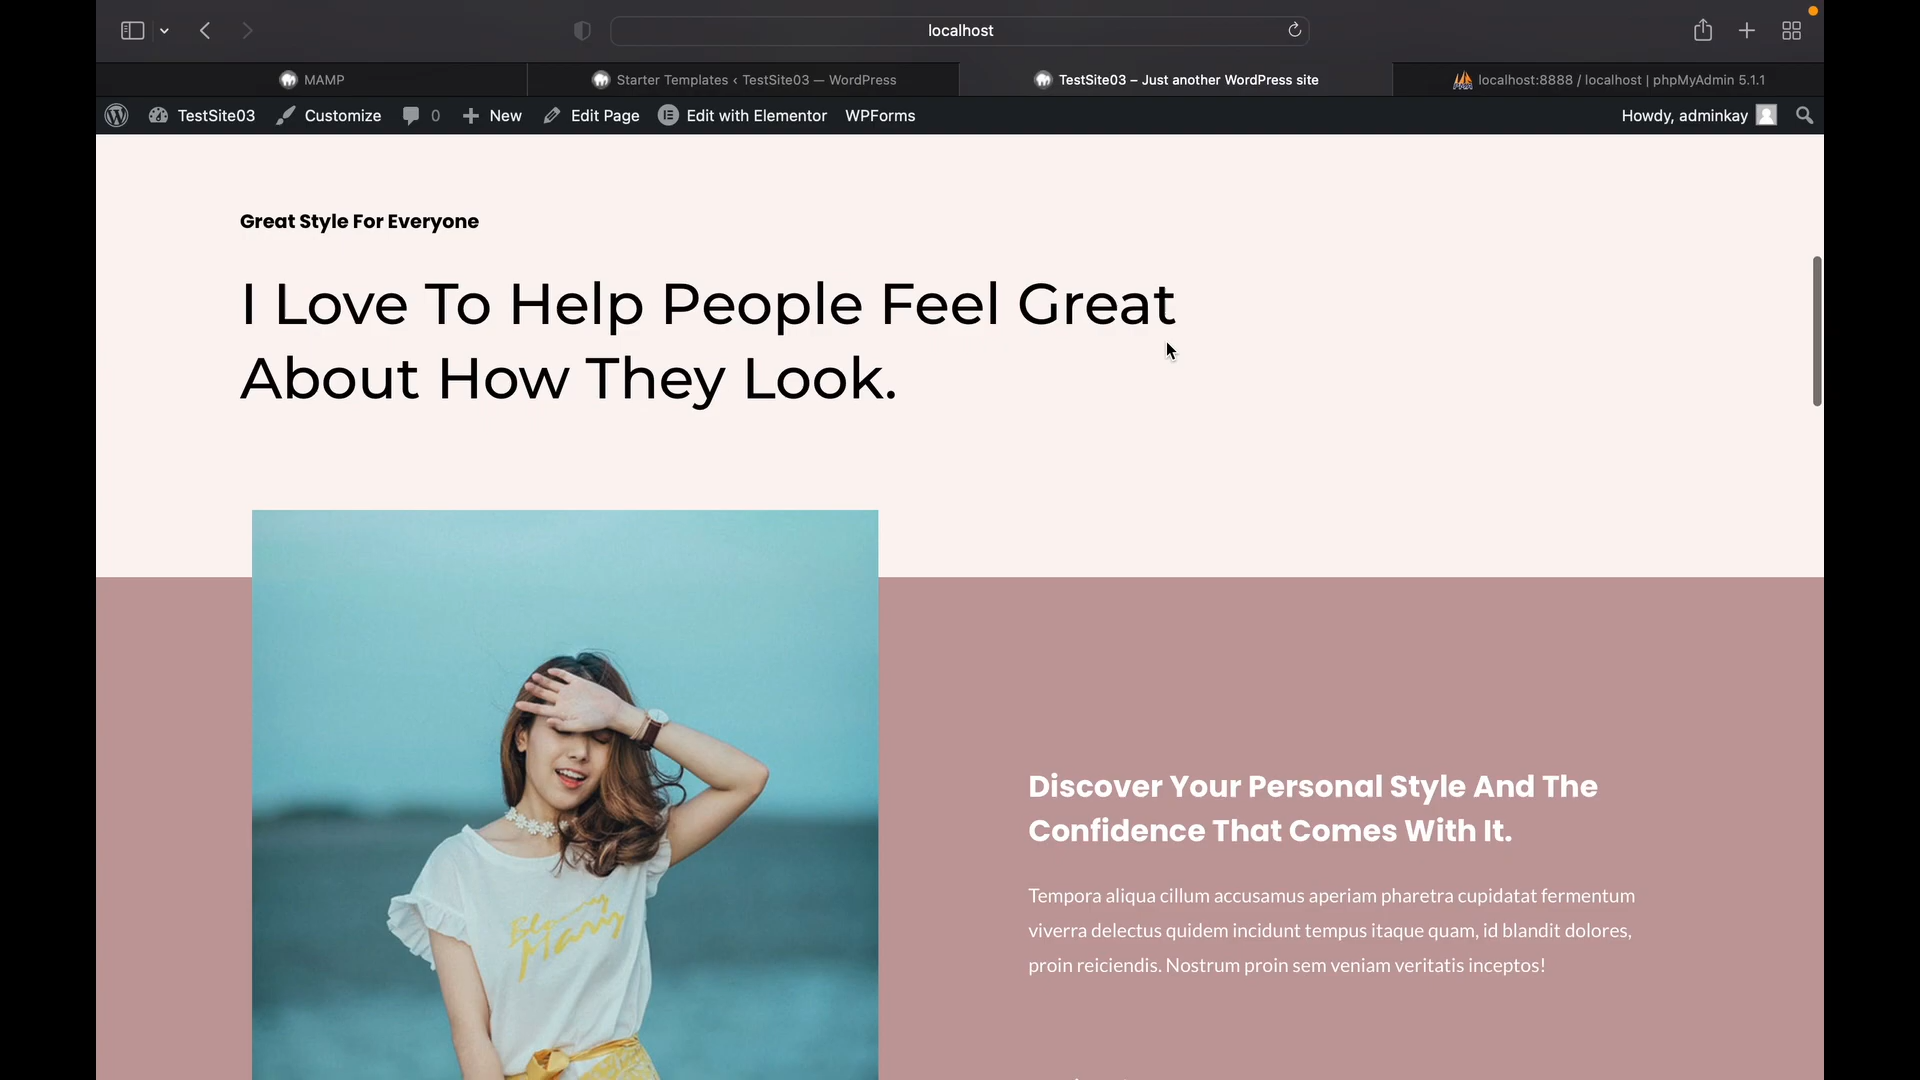 localhost
MAMP
Starter Templates ‹ TestSite03 — WordPress
TestSite03 – Just another WordPress site
localhost:8888 / localhost | phpMyAdmin 5.1.1
TestSite03
Customize
0
New
Edit Page
Edit with Elementor
WPForms
Howdy, adminkay
Great Style For Everyone
I Love To Help People Feel Great
About How They Look.
Bloody
Mary
Discover Your Personal Style And The
Confidence That Comes With It.
Tempora aliqua cillum accusamus aperiam pharetra cupidatat fermentum
viverra delectus quidem incidunt tempus itaque quam, id blandit dolores,
proin reiciendis. Nostrum proin sem veniam veritatis inceptos!